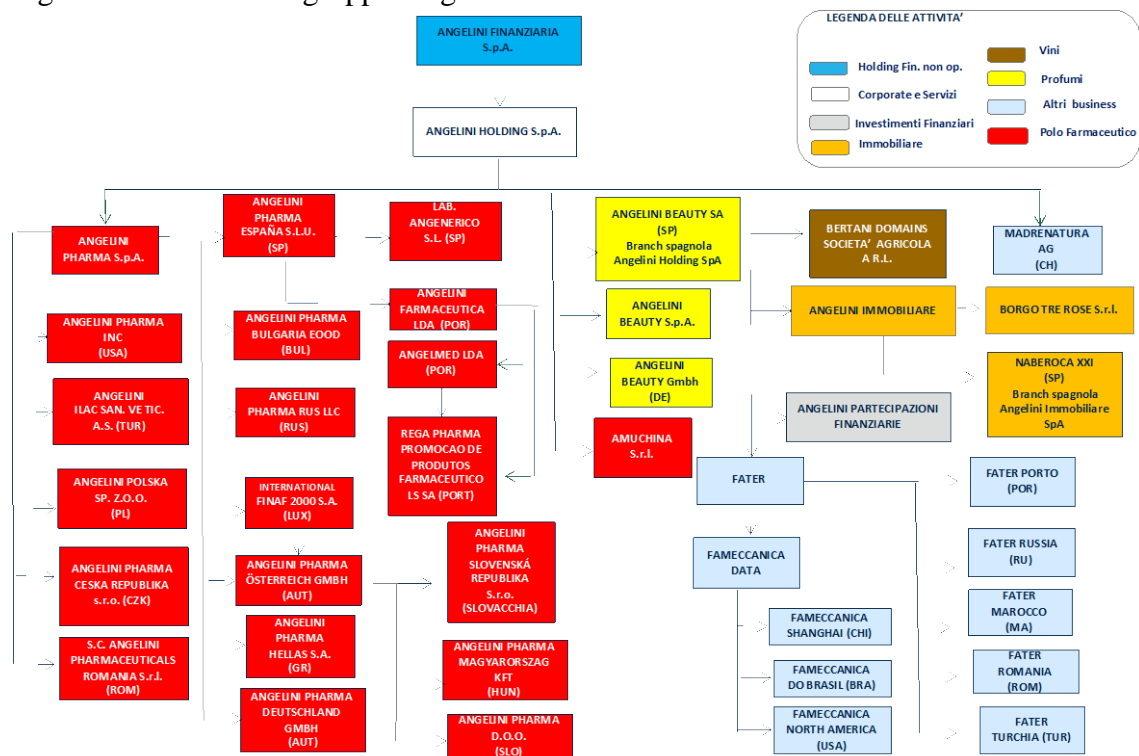 ANGELINI FINANZIARIA
S.p.A.
ANGELINI HOLDING S.p.A.
LEGENDA DELLE ATTIVITA'
Holding Fin. non op.
Corporate e Servizi
Investimenti Finanziari
Immobiliare
Vini
Profumi
Altri business
Polo Farmaceutico
ANGELINI
PHARMA S.p.A.
ANGELINI PHARMA
INC
(USA)
ANGELINI
ILAC SAN. VE TIC.
A.S. (TUR)
ANGELINI POLSKA
SP. Z.O.O.
(PL)
ANGELINI PHARMA
CESKA REPUBLIKA
s.r.o. (CZK)
S.C. ANGELINI
PHARMACEUTICALS
ROMANIA S.r.l.
(ROM)
ANGELINI
PHARMA
ESPAÑA S.L.U.
(SP)
ANGELINI PHARMA
BULGARIA EOOD
(BUL)
ANGELINI
PHARMA RUS LLC
(RUS)
INTERNATIONAL
FINAF 2000 S.A.
(LUX)
ANGELINI PHARMA
ÖSTERREICH GMBH
(AUT)
ANGELINI
PHARMA
HELLAS S.A.
(GR)
ANGELINI PHARMA
DEUTSCHLAND
GMBH
(AUT)
LAB.
ANGENERICO
S.L. (SP)
ANGELINI
FARMACEUTICA
LDA (POR)
ANGELMED LDA
(POR)
REGA PHARMA
PROMOCAO DE
PRODUTOS
FARMACEUTICO
LS SA (PORT)
ANGELINI
PHARMA
SLOVENSKÁ
REPUBLIKA
S.r.o.
(SLOVACCHIA)
ANGELINI PHARMA
MAGYARORSZAG
KFT
(HUN)
ANGELINI PHARMA
D.O.O.
(SLO)
ANGELINI BEAUTY SA
(SP)
Branch spagnola
Angelini Holding SpA
ANGELINI
BEAUTY S.p.A.
ANGELINI
BEAUTY Gmbh
(DE)
AMUCHINA
S.r.l.
BERTANI DOMAINS
SOCIETA' AGRICOLA
A R.L.
MADRENATURA
AG
(CH)
ANGELINI IMMOBILIARE
BORGO TRE ROSE S.r.l.
NABEROCA XXI
(SP)
Branch spagnola
Angelini Immobiliare
SpA
ANGELINI PARTECIPAZIONI
FINANZIARIE
FATER
FAMECCANICA
DATA
FAMECCANICA
SHANGHAI (CHI)
FAMECCANICA
DO BRASIL (BRA)
FAMECCANICA
NORTH AMERICA
(USA)
FATER PORTO
(POR)
FATER RUSSIA
(RU)
FATER
MAROCCO
(MA)
FATER
ROMANIA
(ROM)
FATER
TURCHIA (TUR)